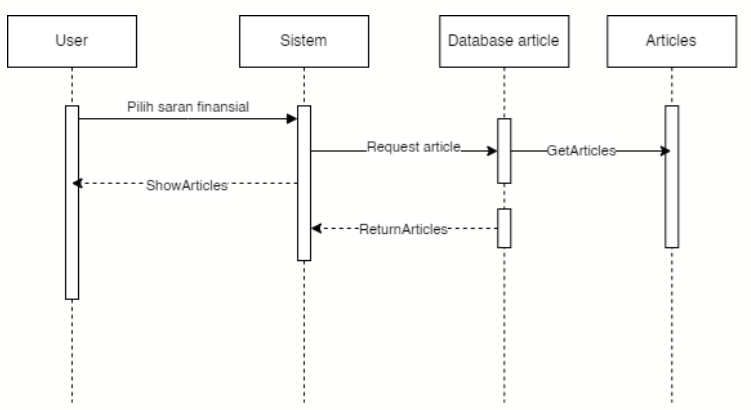 User
Sistem
Database article
Articles
Pilih saran finansial
Request article
GetArticles
ShowArticles
ReturnArticles